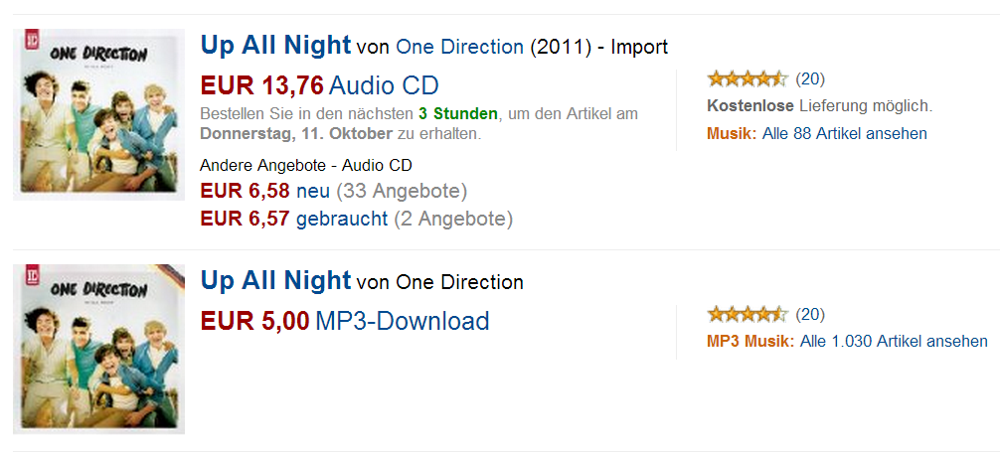 1D
ONE DIRECTION
UP ALL NIGHT
Up All Night von One Direction (2011) - Import
EUR 13,76 Audio CD
Bestellen Sie in den nächsten 3 Stunden, um den Artikel am
Donnerstag, 11. Oktober zu erhalten.
Andere Angebote - Audio CD
EUR 6,58 neu (33 Angebote)
EUR 6,57 gebraucht (2 Angebote)
(20)
Kostenlose Lieferung möglich.
Musik: Alle 88 Artikel ansehen
1D
ONE DIRECTION
UP ALL NIGHT
Up All Night von One Direction
EUR 5,00 MP3-Download
(20)
MP3 Musik: Alle 1.030 Artikel ansehen